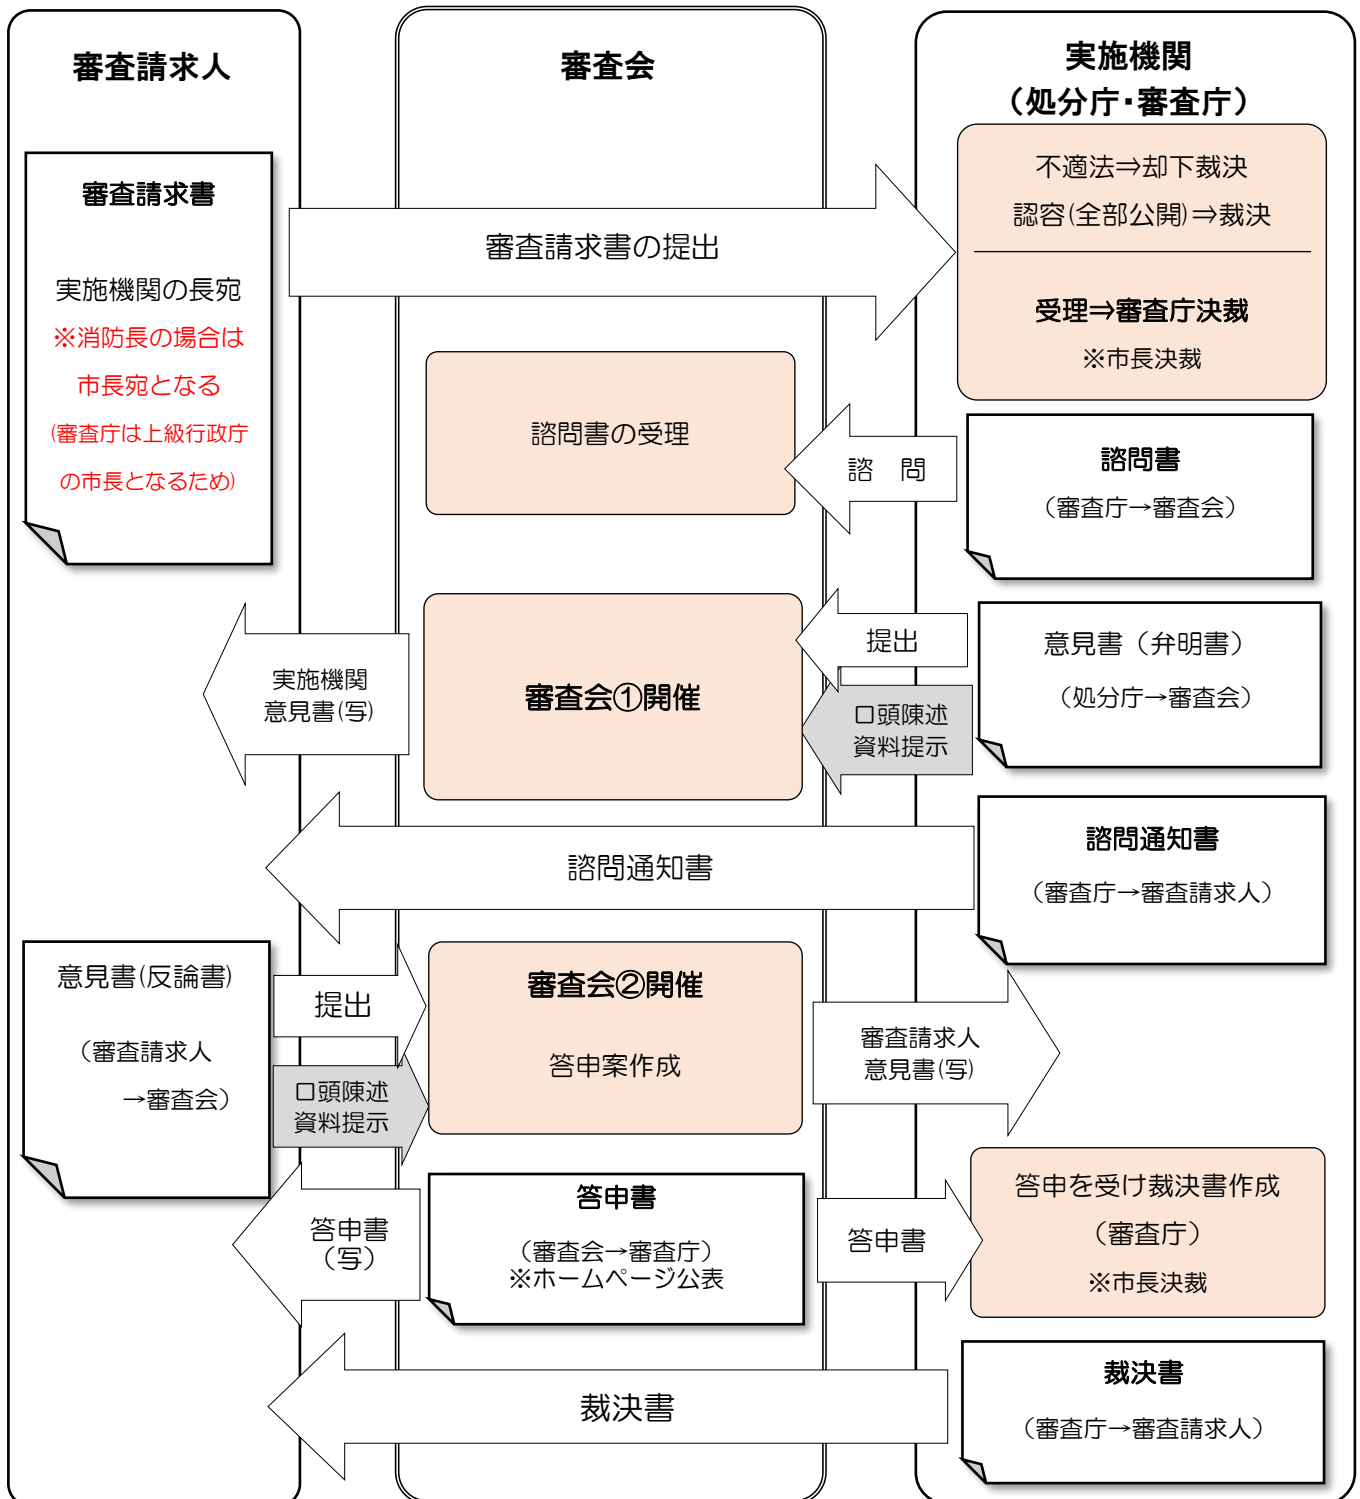 審査請求人
審査会
実施機関
（処分庁・審査庁）
審査請求書
実施機関の長宛
※消防長の場合は
市長宛となる
(審査庁は上級行政庁
の市長となるため)
審査請求書の提出
不適法⇒却下裁決
認容(全部公開)⇒裁決
受理⇒審査庁決裁
※市長決裁
諮問書の受理
諮　問
諮問書
（審査庁→審査会）
実施機関
意見書(写)
審査会①開催
提出
口頭陳述
資料提示
意見書（弁明書）
（処分庁→審査会）
諮問通知書
諮問通知書
（審査庁→審査請求人）
意見書(反論書)
（審査請求人
→審査会）
提出
口頭陳述
資料提示
審査会②開催
答申案作成
審査請求人
意見書(写)
答申書
（写）
答申書
（審査会→審査庁）
※ホームページ公表
答申書
答申を受け裁決書作成
（審査庁）
※市長決裁
裁決書
裁決書
（審査庁→審査請求人）